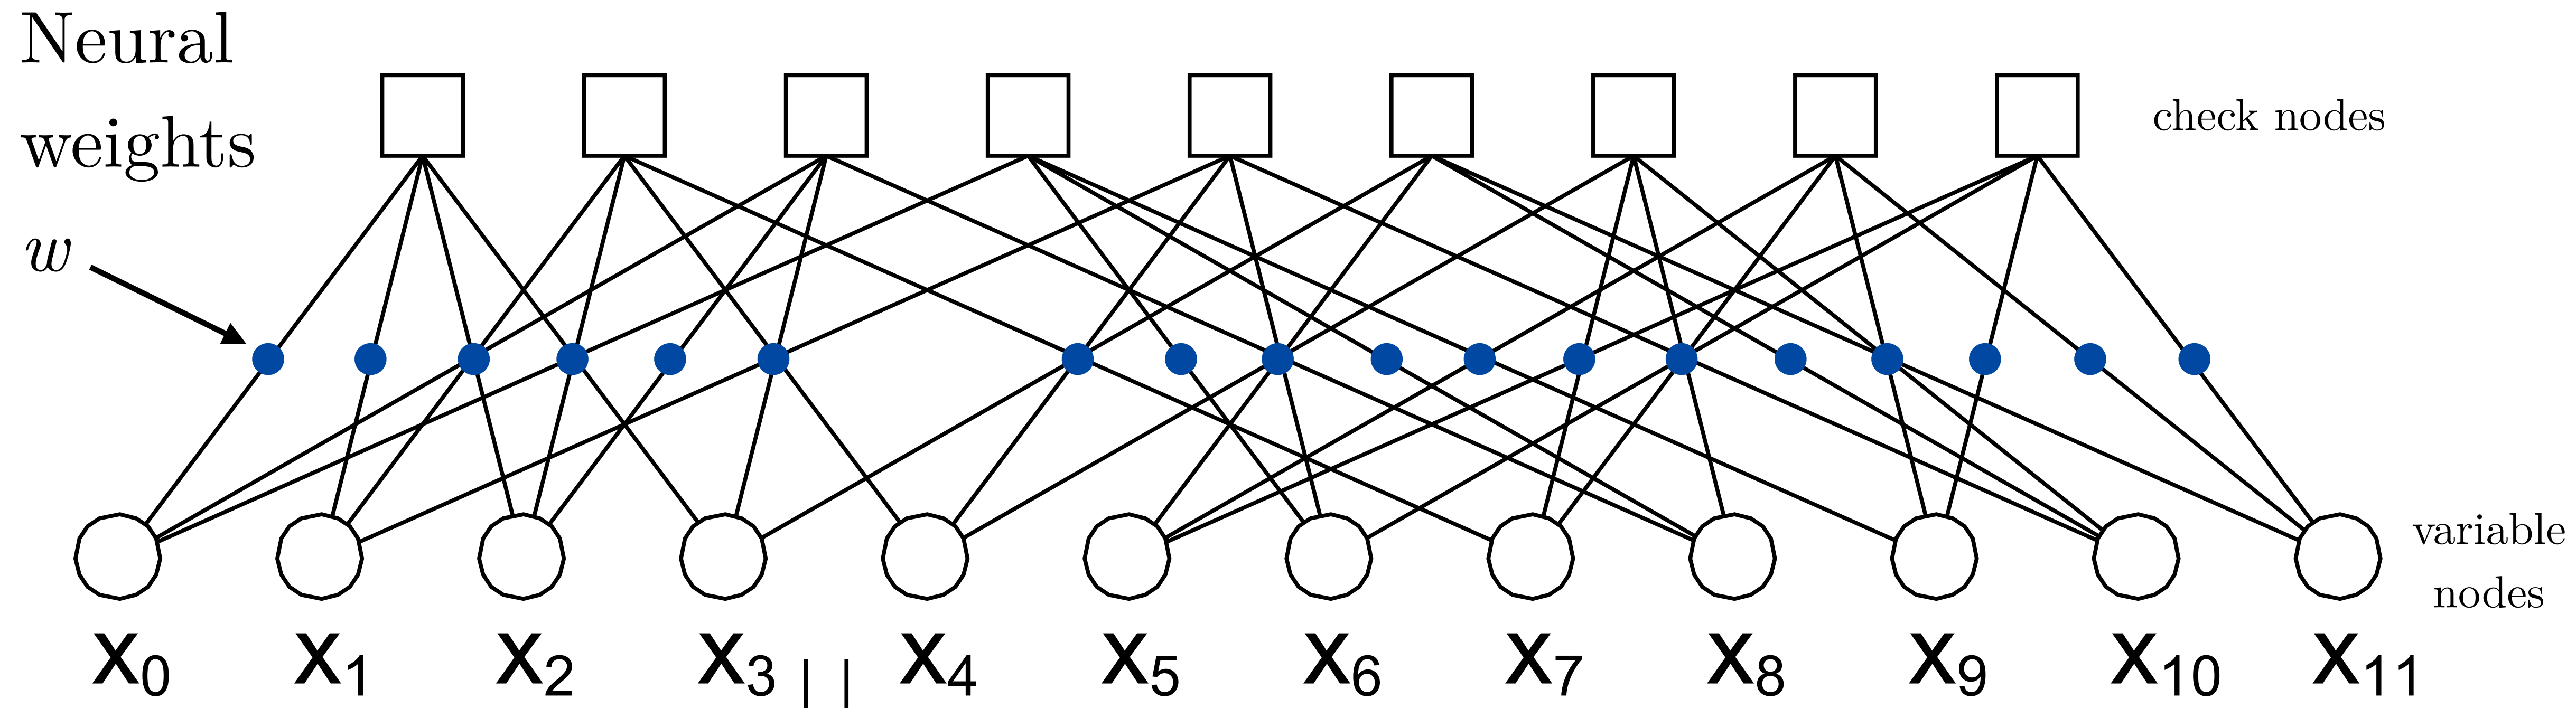 Neural
weights
w
check nodes
variable
nodes
x0 x1 x2 x3 | | x4 x5 x6 x7 x8 x9 x10 x11